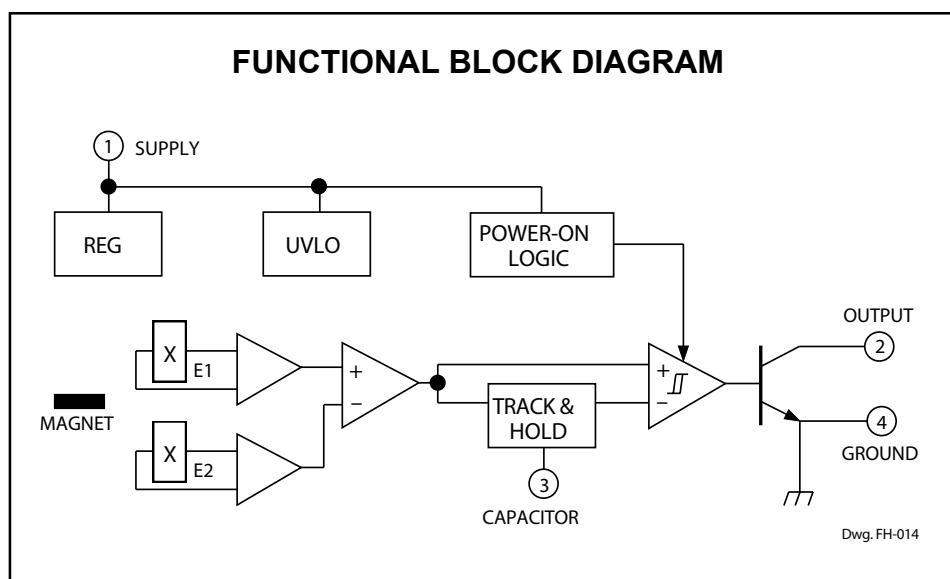 FUNCTIONAL BLOCK DIAGRAM
1 SUPPLY
REG
UVLO
POWER-ON
LOGIC
X
E1
+
−
+
−
TRACK &
HOLD
OUTPUT
2
MAGNET
X
E2
4
GROUND
3
CAPACITOR
Dwg. FH-014